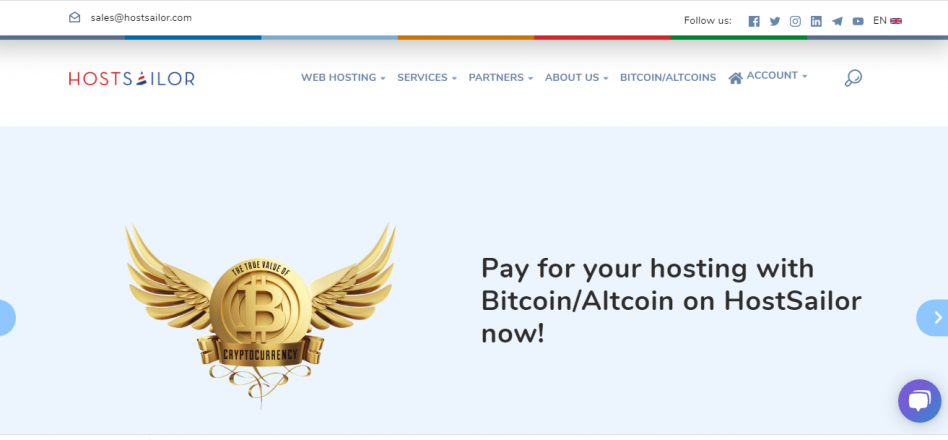 sales@hostsailor.com
Follow us:
EN
HOSTSAILOR
WEB HOSTING
SERVICES
PARTNERS
ABOUT US
BITCOIN/ALTCOINS
ACCOUNT
THE TRUE VALUE OF
B
CRYPTOCURRENCY
Pay for your hosting with
Bitcoin/Altcoin on HostSailor
now!